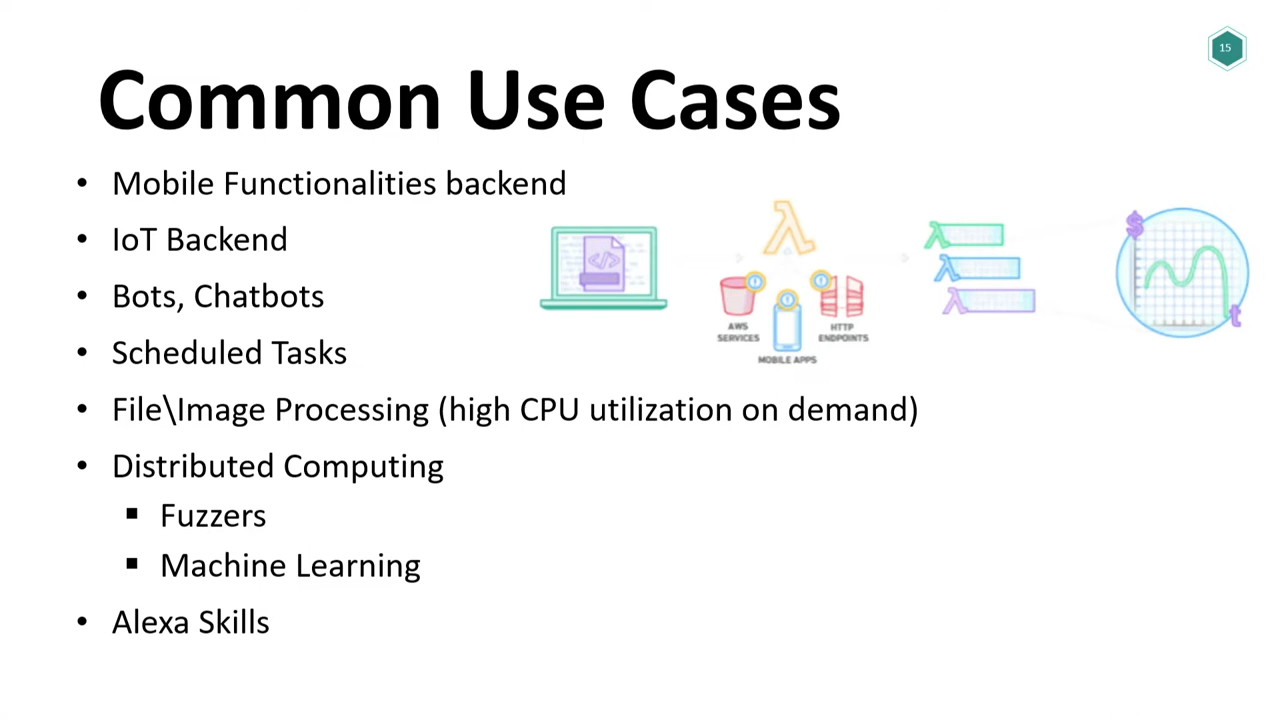 15
Common Use Cases
• Mobile Functionalities backend
• IoT Backend
• Bots, Chatbots
• Scheduled Tasks
• File\Image Processing (high CPU utilization on demand)
• Distributed Computing
▪ Fuzzers
▪ Machine Learning
• Alexa Skills
</>
λ
AWS
SERVICES
MOBILE APPS
HTTP
ENDPOINTS
λ
λ
λ
$
t